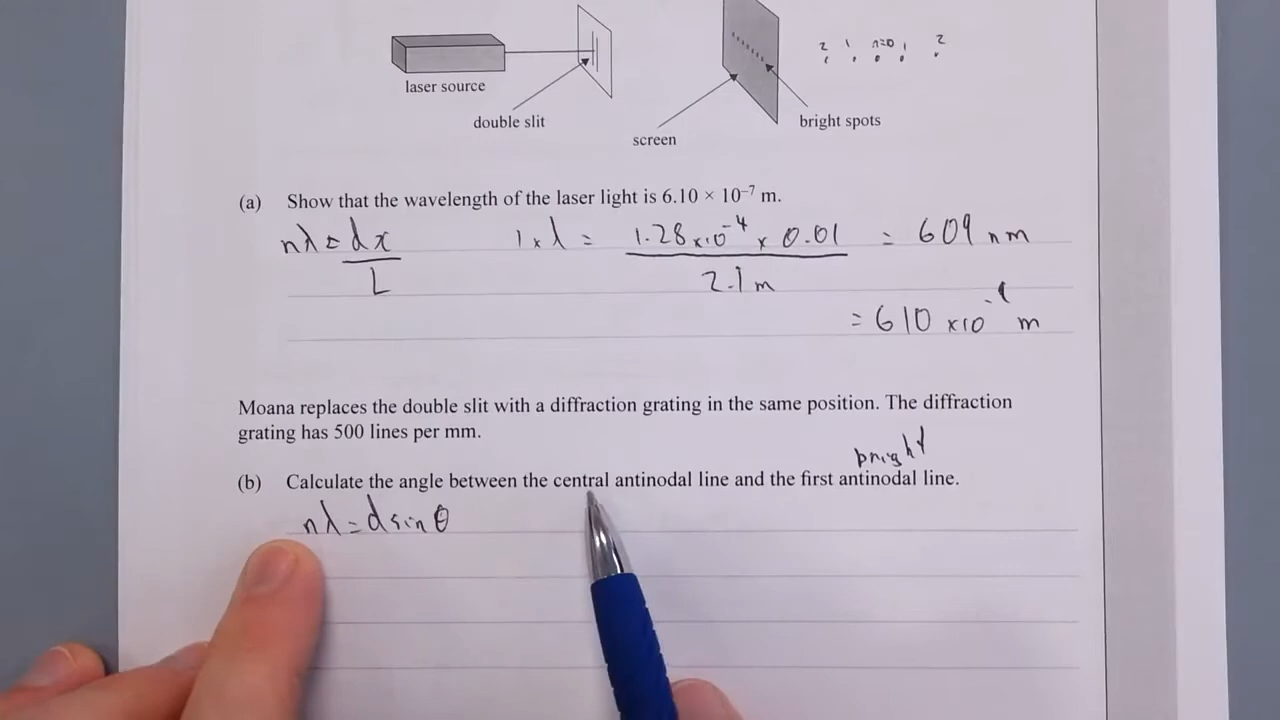 2 1 n=0 1 2
laser source
double slit
bright spots
screen
(a) Show that the wavelength of the laser light is 6.10 × 10⁻⁷ m.
nλ = dx/L 1 × λ = 1.28 × 10⁻⁴ × 0.01 / 2.1 m = 609 nm
= 610 × 10 m
Moana replaces the double slit with a diffraction grating in the same position. The diffraction
grating has 500 lines per mm.
bright
(b) Calculate the angle between the central antinodal line and the first antinodal line.
nλ = d sin θ